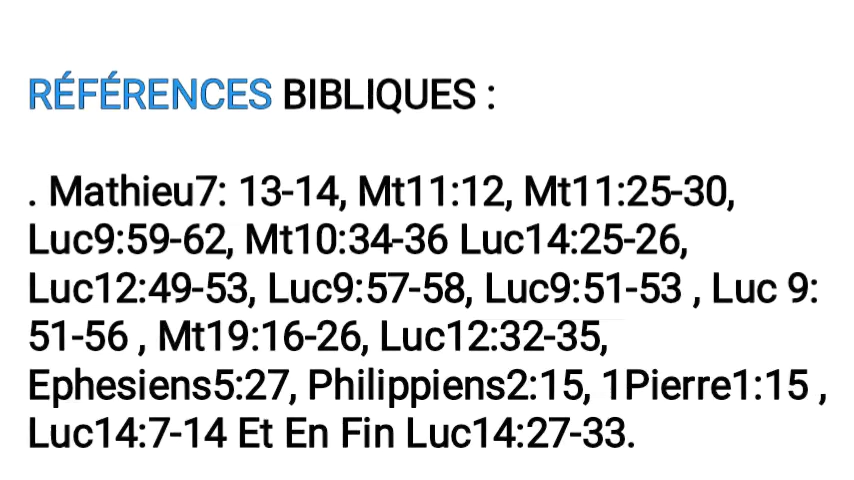 RÉFÉRENCES BIBLIQUES :
. Mathieu7: 13-14, Mt11:12, Mt11:25-30,
Luc9:59-62, Mt10:34-36 Luc14:25-26,
Luc12:49-53, Luc9:57-58, Luc9:51-53 , Luc 9:
51-56 , Mt19:16-26, Luc12:32-35,
Ephesiens5:27, Philippiens2:15, 1Pierre1:15 ,
Luc14:7-14 Et En Fin Luc14:27-33.